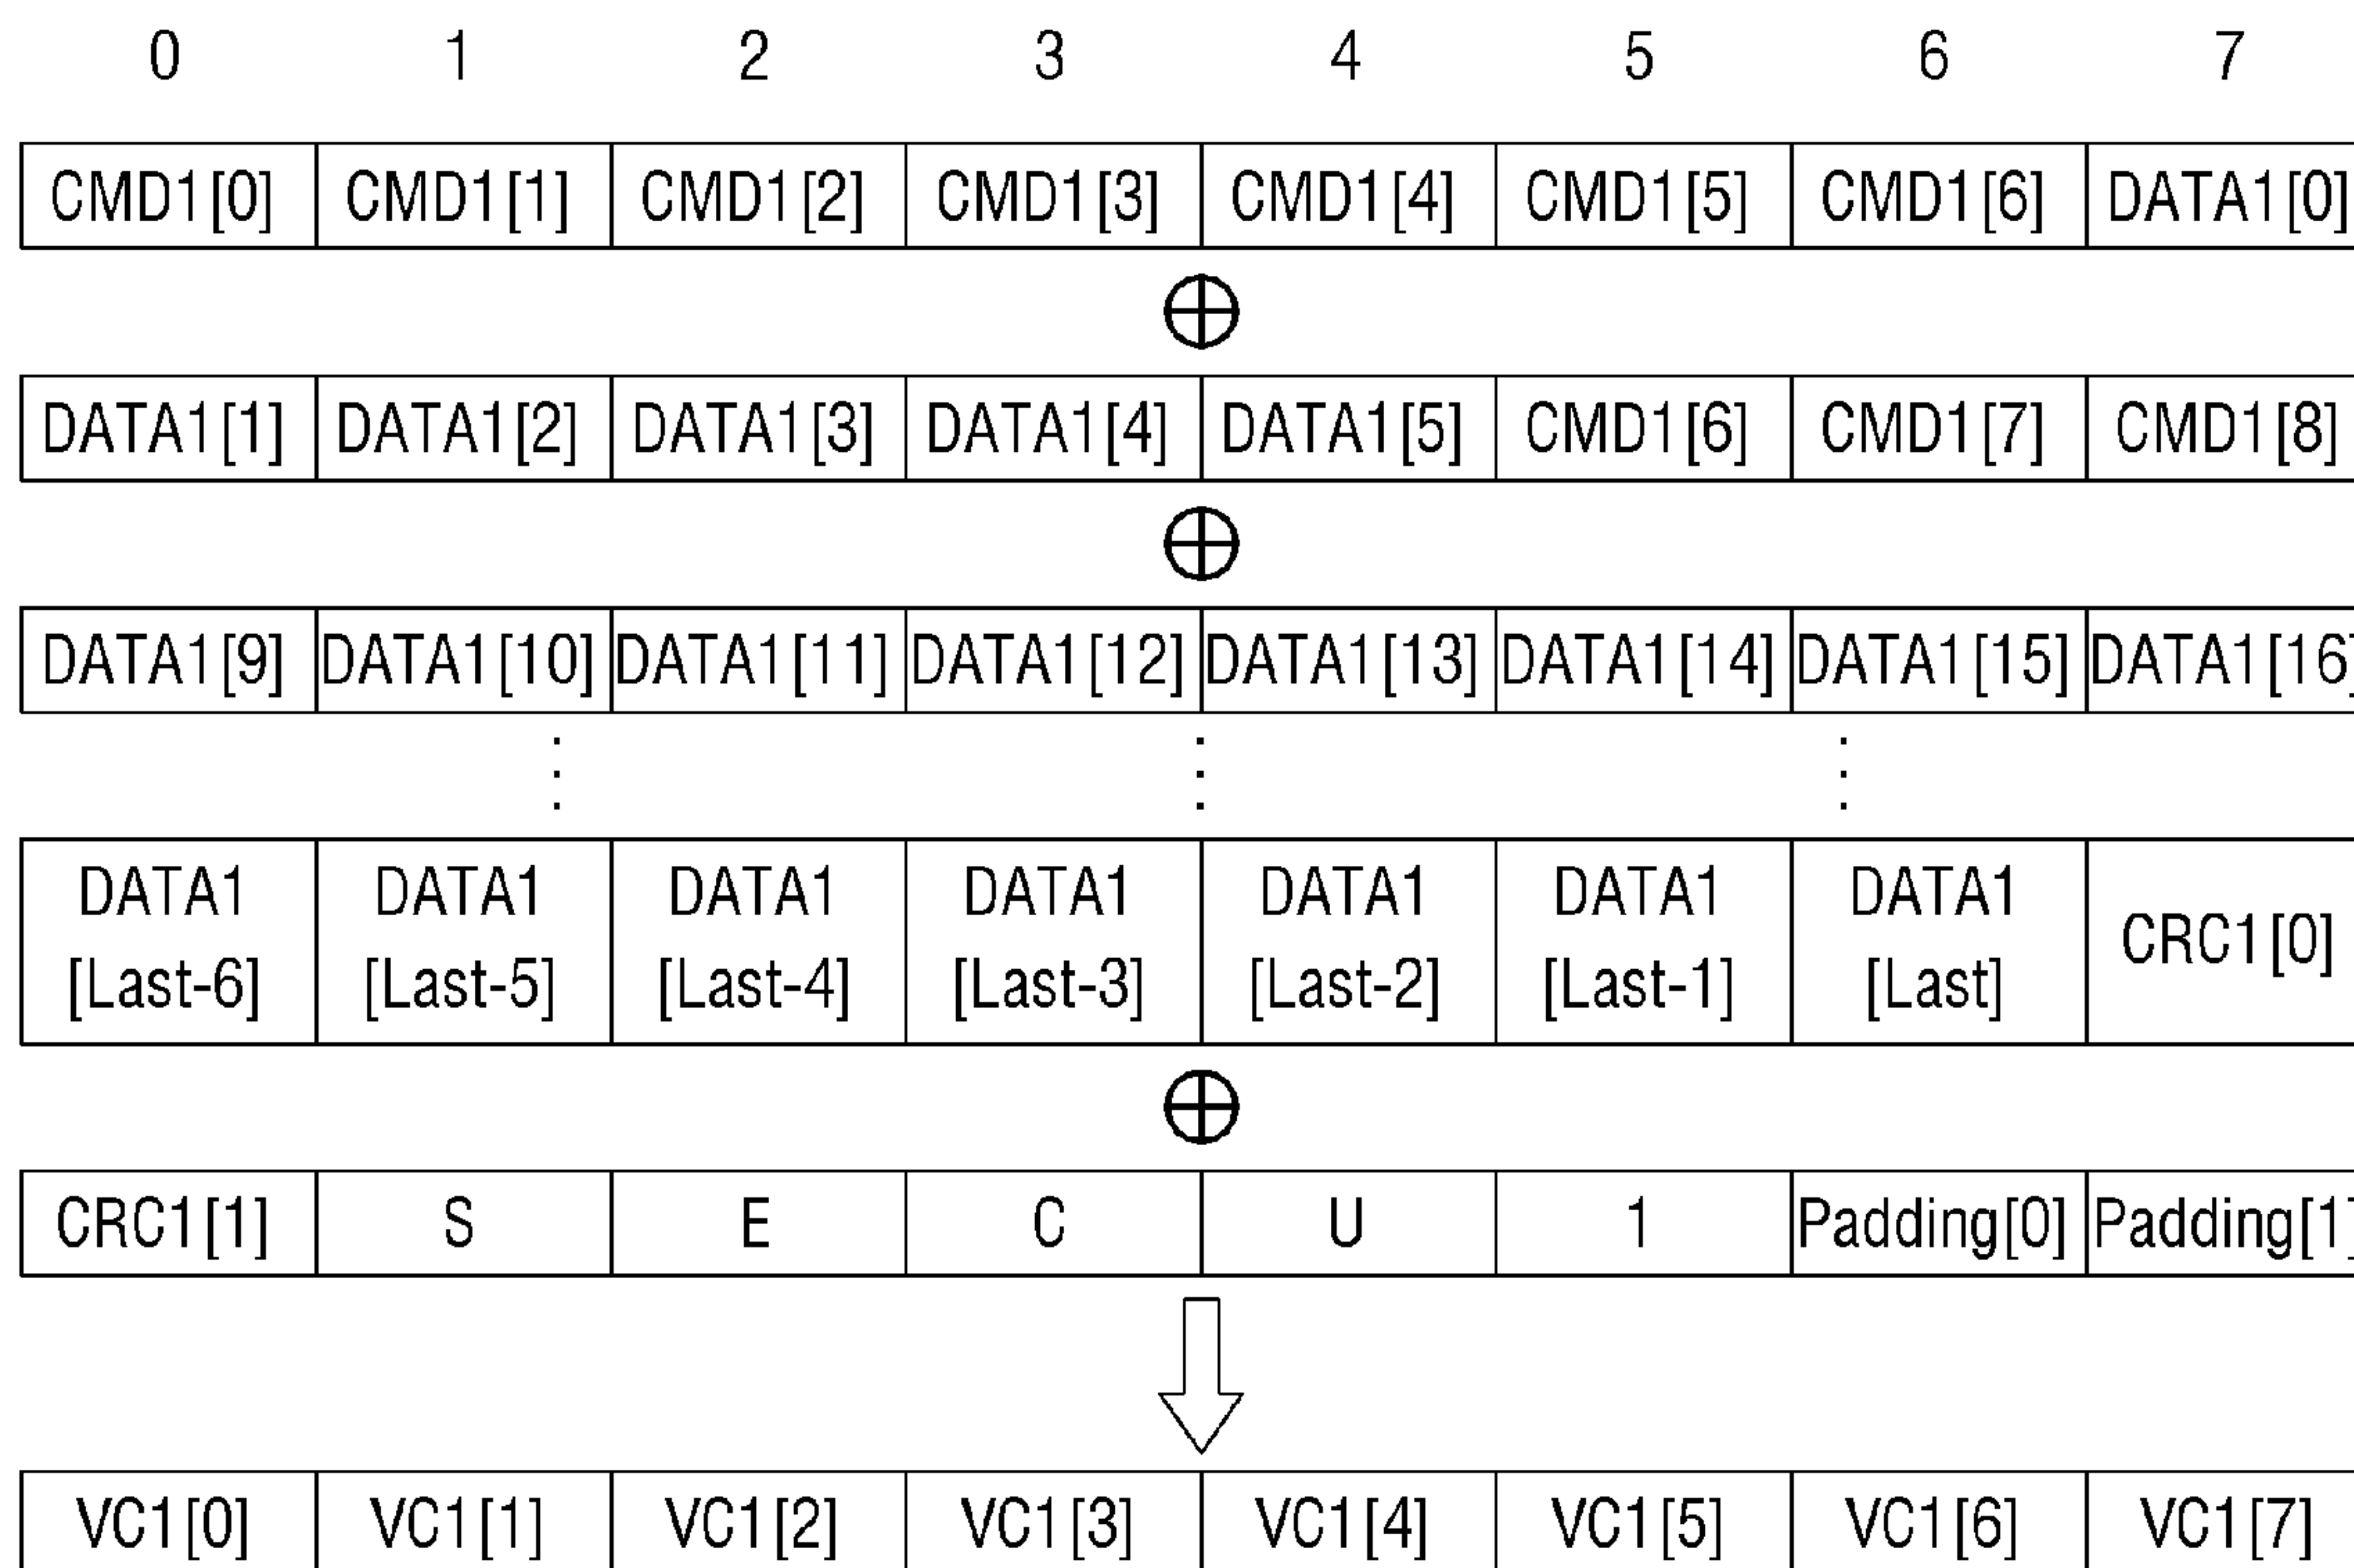 0 1 2 3 4 5 6 7
CMD1[0] CMD1[1] CMD1[2] CMD1[3] CMD1[4] CMD1[5] CMD1[6] DATA1[0]
DATA1[1] DATA1[2] DATA1[3] DATA1[4] DATA1[5] CMD1[6] CMD1[7] CMD1[8]
DATA1[9] DATA1[10] DATA1[11] DATA1[12] DATA1[13] DATA1[14] DATA1[15] DATA1[16]
DATA1 DATA1 DATA1 DATA1 DATA1 DATA1 DATA1 CRC1[0]
[Last-6] [Last-5] [Last-4] [Last-3] [Last-2] [Last-1] [Last]
CRC1[1] S E C U 1 Padding[0] Padding[1]
VC1[0] VC1[1] VC1[2] VC1[3] VC1[4] VC1[5] VC1[6] VC1[7]